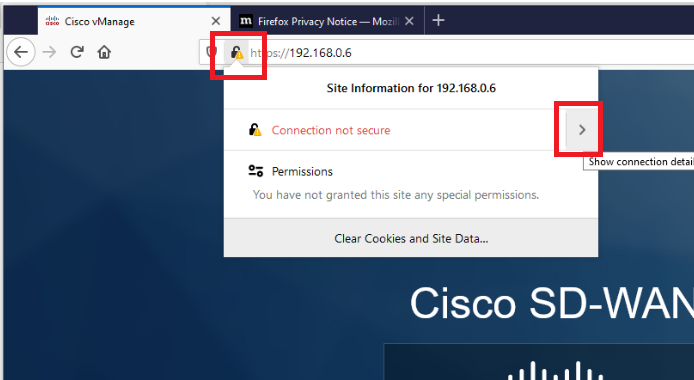 Cisco vManage
Firefox Privacy Notice — Mozil
https://192.168.0.6
Site Information for 192.168.0.6
Connection not secure
Show connection detail
Permissions
You have not granted this site any special permissions.
Clear Cookies and Site Data...
Cisco SD-WAN